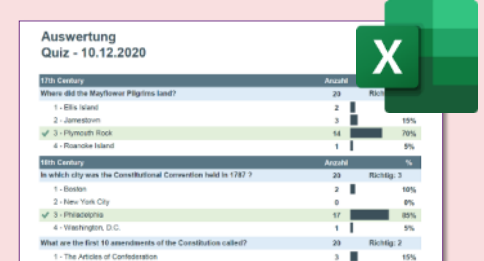 Auswertung
Quiz - 10.12.2020
X
17th Century Anzahl
Where did the Mayflower Pilgrims land? 20
1 - Ellis Island 2
2 - Jamestown 3 15%
3 - Plymouth Rock 14 70%
4 - Roanoke Island 1 5%
18th Century Anzahl %
In which city was the Constitutional Convention held in 1787 ? 20 Richtig: 3
1 - Boston 2 10%
2 - New York City 0 0%
3 - Philadelphia 17 85%
4 - Washington, D.C. 1 5%
What are the first 10 amendments of the Constitution called? 20 Richtig: 2
1 - The Articles of Confederation 3 15%